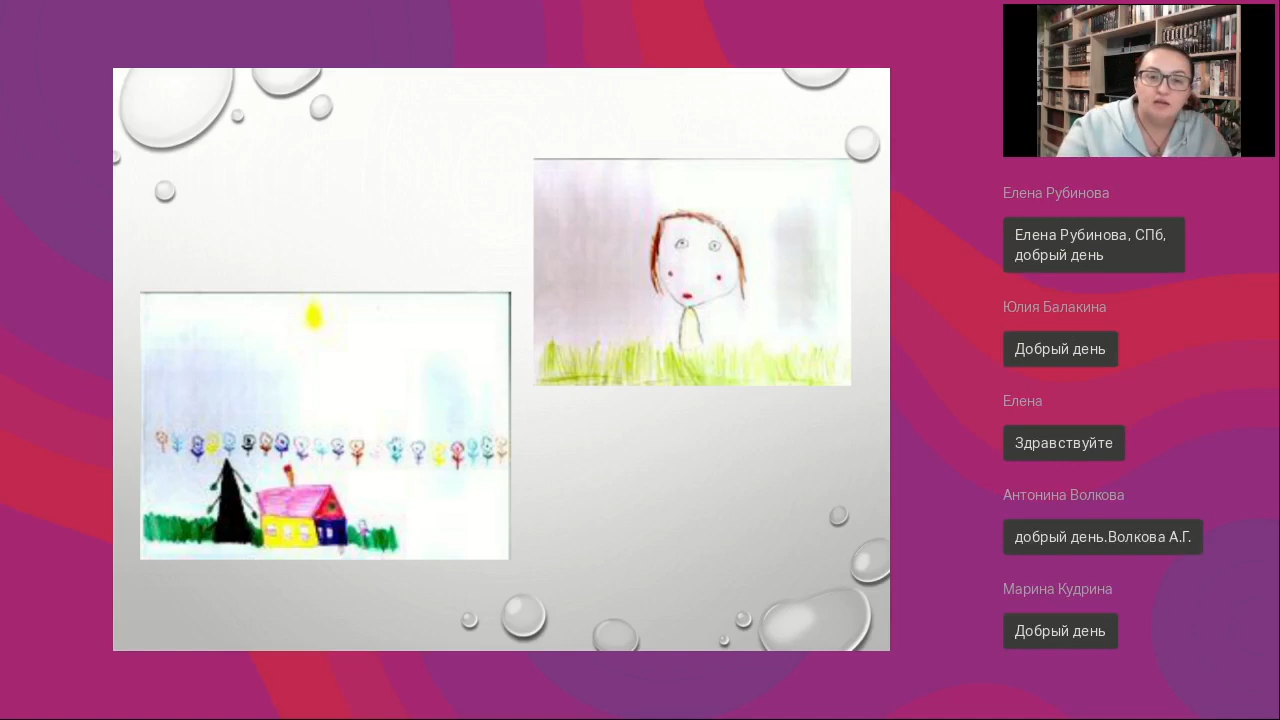 Елена Рубинова
Елена Рубинова, СПб,
добрый день
Юлия Балакина
Добрый день
Елена
Здравствуйте
Антонина Волкова
добрый день.Волкова А.Г.
Марина Кудрина
Добрый день